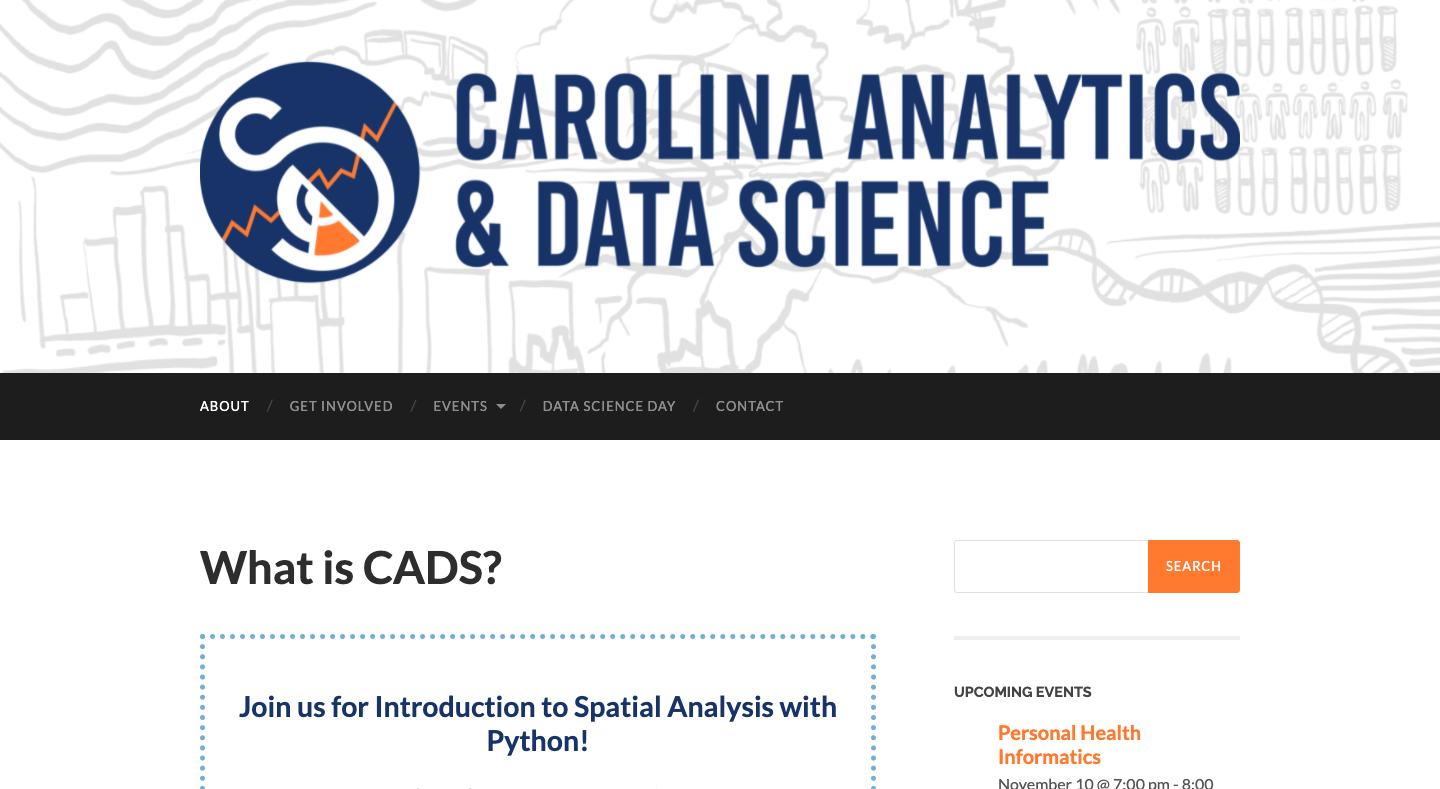 CAROLINA ANALYTICS
& DATA SCIENCE
ABOUT / GET INVOLVED / EVENTS / DATA SCIENCE DAY / CONTACT
What is CADS?
SEARCH
Join us for Introduction to Spatial Analysis with
Python!
UPCOMING EVENTS
Personal Health
Informatics
November 10 @ 7:00 pm - 8:00